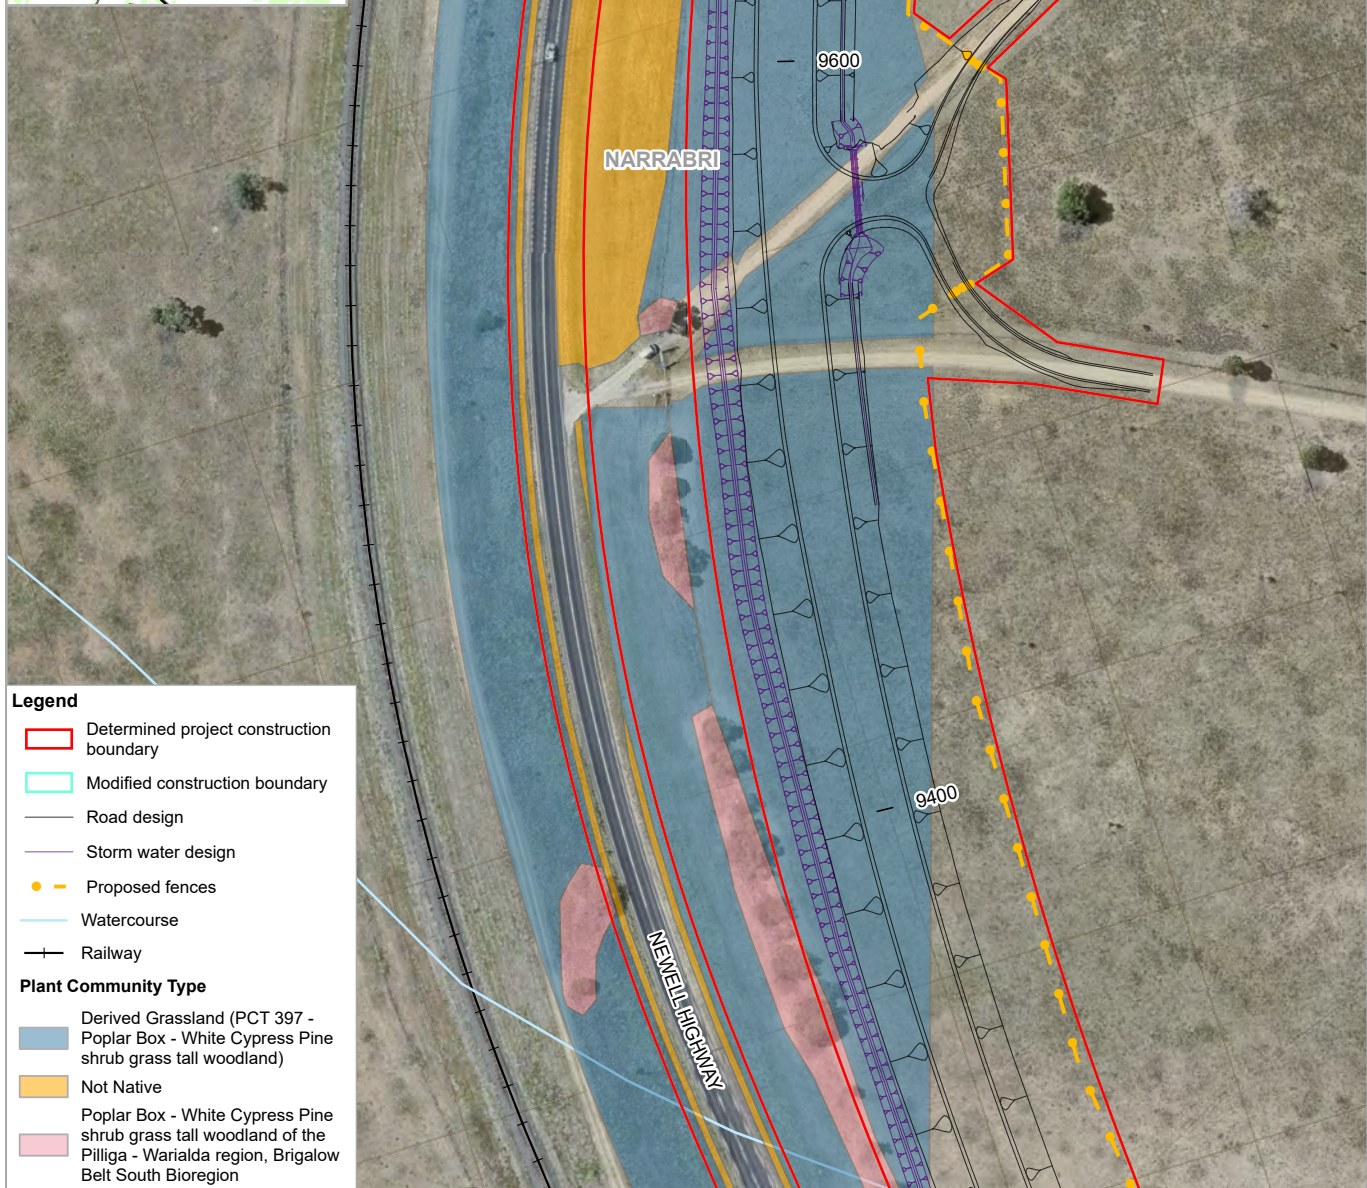 9600
NARRABRI
9400
NEWELL HIGHWAY
Legend
Determined project construction
boundary
Modified construction boundary
Road design
Storm water design
Proposed fences
Watercourse
Railway
Plant Community Type
Derived Grassland (PCT 397 -
Poplar Box - White Cypress Pine
shrub grass tall woodland)
Not Native
Poplar Box - White Cypress Pine
shrub grass tall woodland of the
Pilliga - Warialda region, Brigalow
Belt South Bioregion